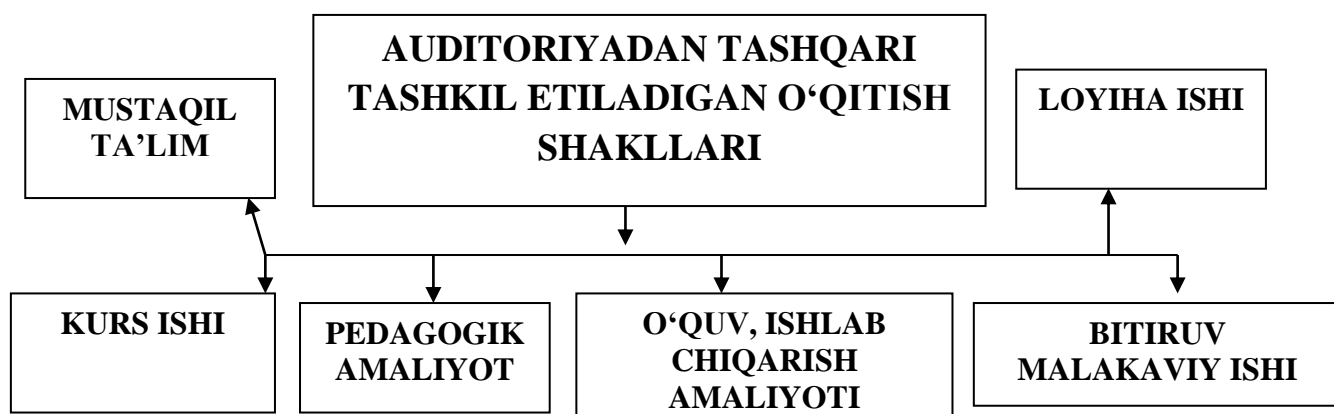 AUDITORIYADAN TASHQARI
TASHKIL ETILADIGAN O‘QITISH
SHAKLLARI
MUSTAQIL
TA’LIM
LOYIHA ISHI
KURS ISHI
PEDAGOGIK
AMALIYOT
O‘QUV, ISHLAB
CHIQARISH
AMALIYOTI
BITIRUV
MALAKAVIY ISHI